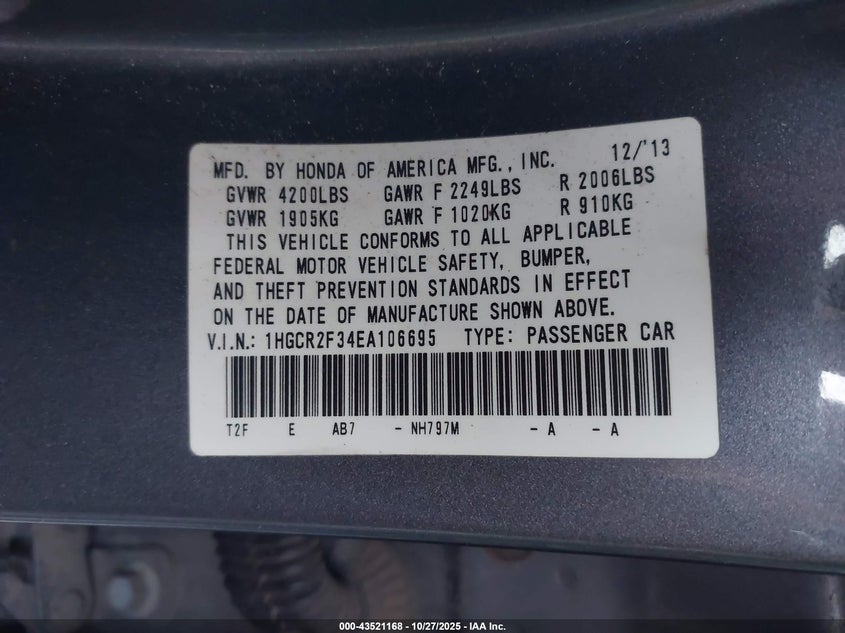 MFD. BY HONDA OF AMERICA MFG., INC. 12/'13
GVWR 4200LBS GAWR F 2249LBS R 2006LBS
GVWR 1905KG GAWR F 1020KG R 910KG
THIS VEHICLE CONFORMS TO ALL APPLICABLE
FEDERAL MOTOR VEHICLE SAFETY, BUMPER,
AND THEFT PREVENTION STANDARDS IN EFFECT
ON THE DATE OF MANUFACTURE SHOWN ABOVE.
V.I.N.: 1HGCR2F34EA106695 TYPE: PASSENGER CAR
T2F E AB7 - NH797M - A - A
000-43521168 | 10/27/2025 | IAA Inc.